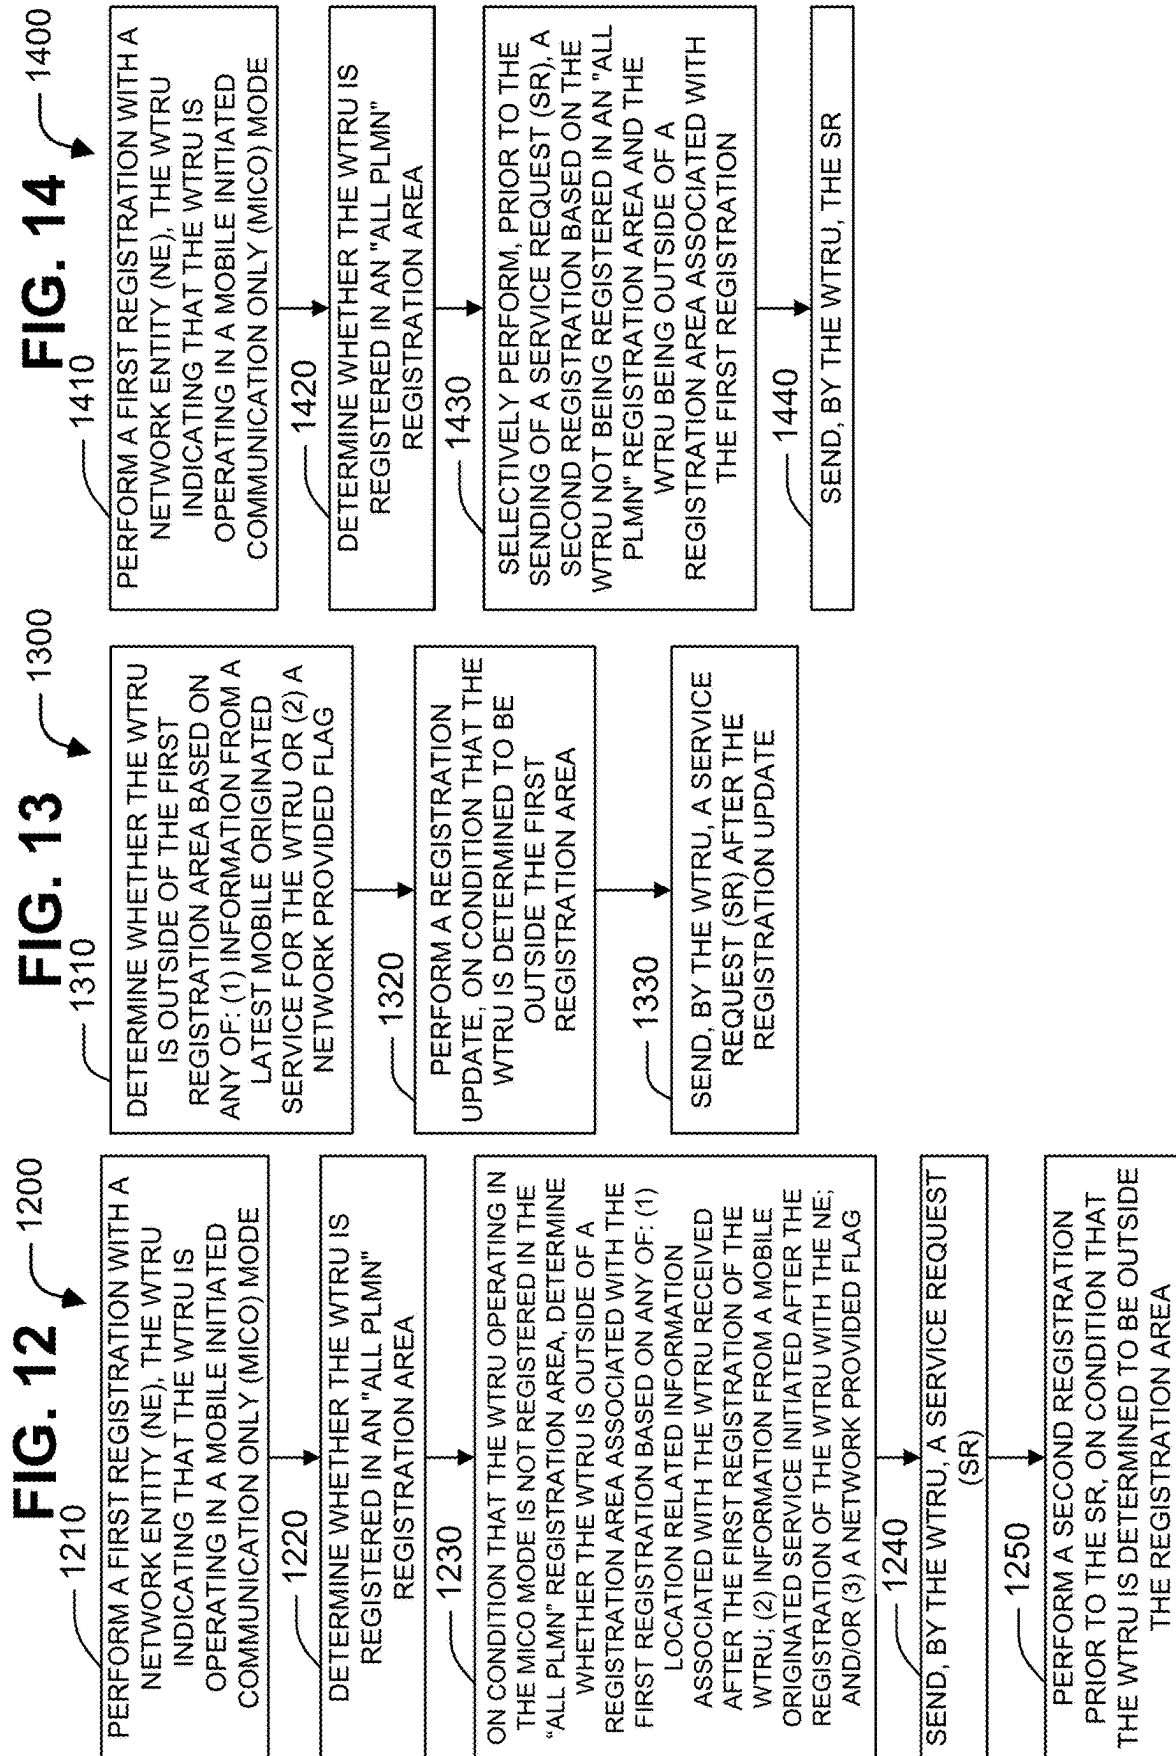 FIG. 12
1200
1210
PERFORM A FIRST REGISTRATION WITH A
NETWORK ENTITY (NE), THE WTRU
INDICATING THAT THE WTRU IS
OPERATING IN A MOBILE INITIATED
COMMUNICATION ONLY (MICO) MODE
1220
DETERMINE WHETHER THE WTRU IS
REGISTERED IN AN "ALL PLMN"
REGISTRATION AREA
1230
ON CONDITION THAT THE WTRU OPERATING IN
THE MICO MODE IS NOT REGISTERED IN THE
"ALL PLMN" REGISTRATION AREA, DETERMINE
WHETHER THE WTRU IS OUTSIDE OF A
REGISTRATION AREA ASSOCIATED WITH THE
FIRST REGISTRATION BASED ON ANY OF: (1)
LOCATION RELATED INFORMATION
ASSOCIATED WITH THE WTRU RECEIVED
AFTER THE FIRST REGISTRATION OF THE
WTRU; (2) INFORMATION FROM A MOBILE
ORIGINATED SERVICE INITIATED AFTER THE
REGISTRATION OF THE WTRU WITH THE NE;
AND/OR (3) A NETWORK PROVIDED FLAG
1240
SEND, BY THE WTRU, A SERVICE REQUEST
(SR)
1250
PERFORM A SECOND REGISTRATION
PRIOR TO THE SR, ON CONDITION THAT
THE WTRU IS DETERMINED TO BE OUTSIDE
THE REGISTRATION AREA
FIG. 13
1300
1310
DETERMINE WHETHER THE WTRU
IS OUTSIDE OF THE FIRST
REGISTRATION AREA BASED ON
ANY OF: (1) INFORMATION FROM A
LATEST MOBILE ORIGINATED
SERVICE FOR THE WTRU OR (2) A
NETWORK PROVIDED FLAG
1320
PERFORM A REGISTRATION
UPDATE, ON CONDITION THAT THE
WTRU IS DETERMINED TO BE
OUTSIDE THE FIRST
REGISTRATION AREA
1330
SEND, BY THE WTRU, A SERVICE
REQUEST (SR) AFTER THE
REGISTRATION UPDATE
FIG. 14
1400
1410
PERFORM A FIRST REGISTRATION WITH A
NETWORK ENTITY (NE), THE WTRU
INDICATING THAT THE WTRU IS
OPERATING IN A MOBILE INITIATED
COMMUNICATION ONLY (MICO) MODE
1420
DETERMINE WHETHER THE WTRU IS
REGISTERED IN AN "ALL PLMN"
REGISTRATION AREA
1430
SELECTIVELY PERFORM, PRIOR TO THE
SENDING OF A SERVICE REQUEST (SR), A
SECOND REGISTRATION BASED ON THE
WTRU NOT BEING REGISTERED IN AN "ALL
PLMN" REGISTRATION AREA AND THE
WTRU BEING OUTSIDE OF A
REGISTRATION AREA ASSOCIATED WITH
THE FIRST REGISTRATION
1440
SEND, BY THE WTRU, THE SR